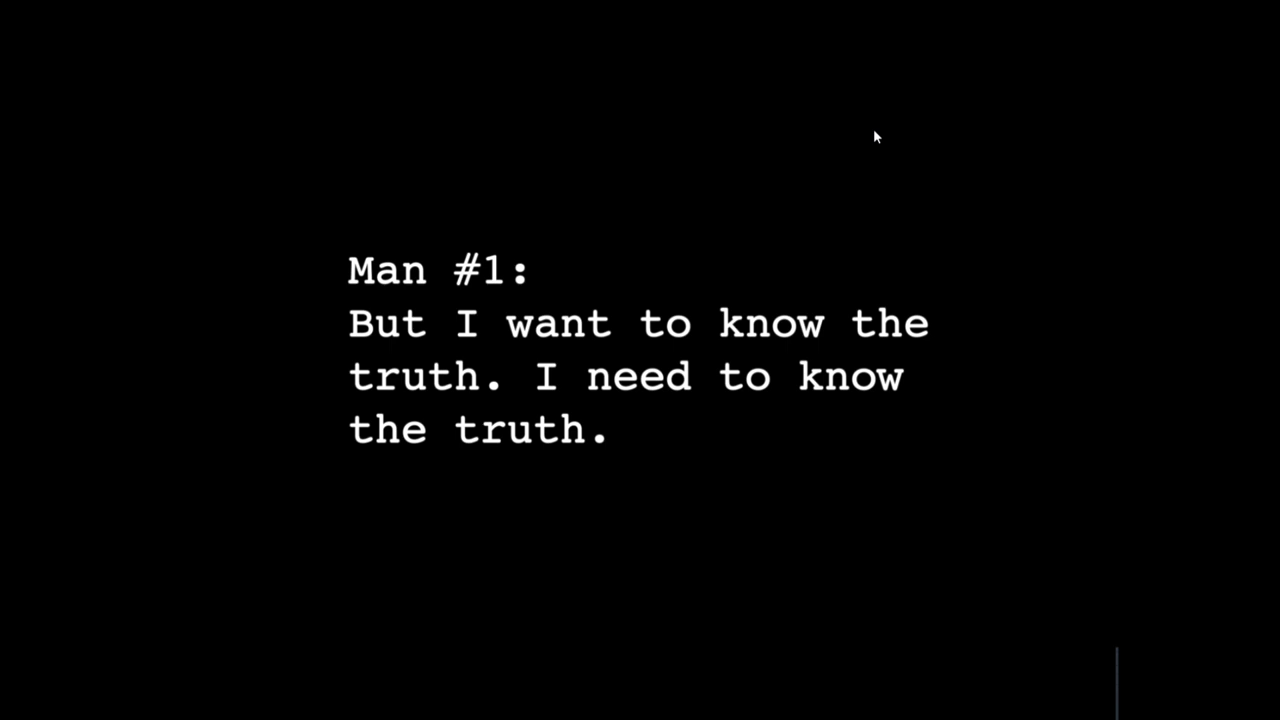 Man #1:
But I want to know the
truth. I need to know
the truth.